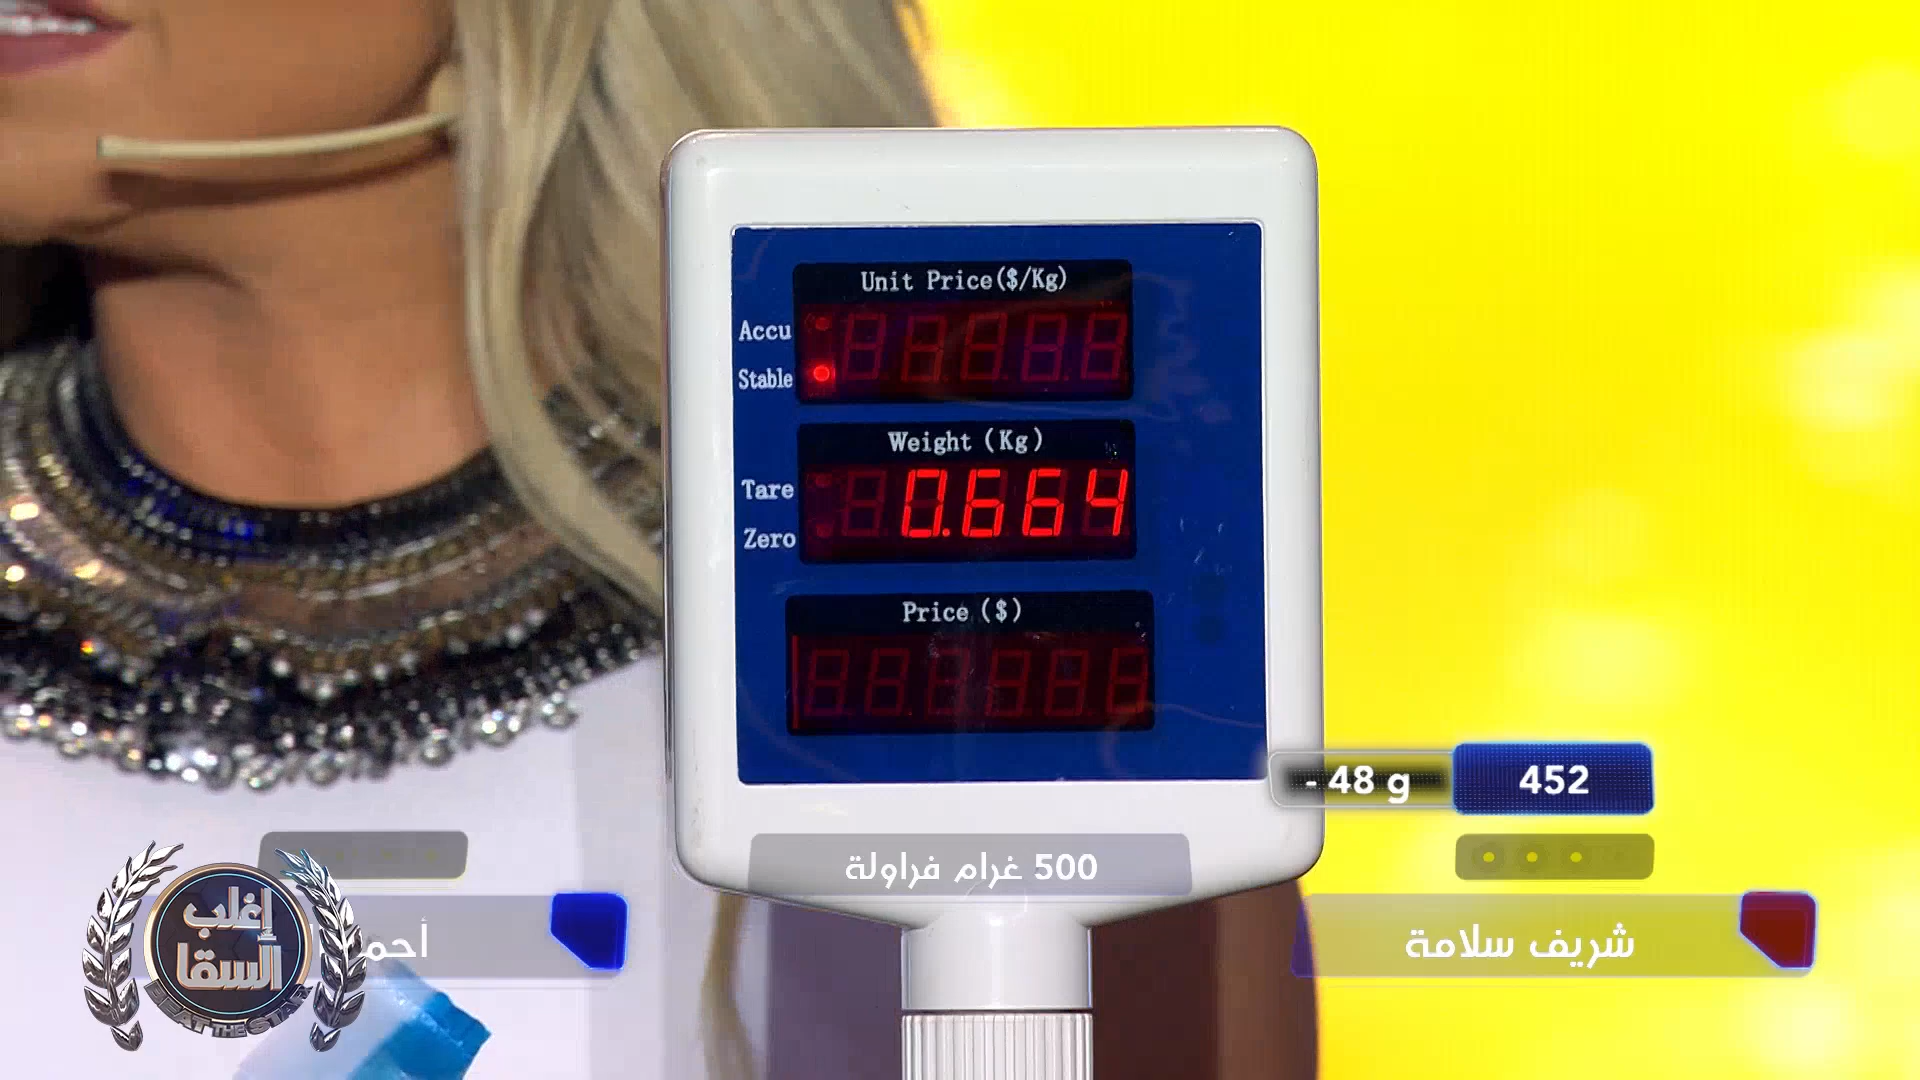 Unit Price($/Kg)
Accu
Stable
Weight (Kg)
Tare
0.664
Zero
Price ($)
- 48 g
452
500 غرام فراولة
أحم
شريف سلامة
إغلب
السقا
BEAT THE STAR